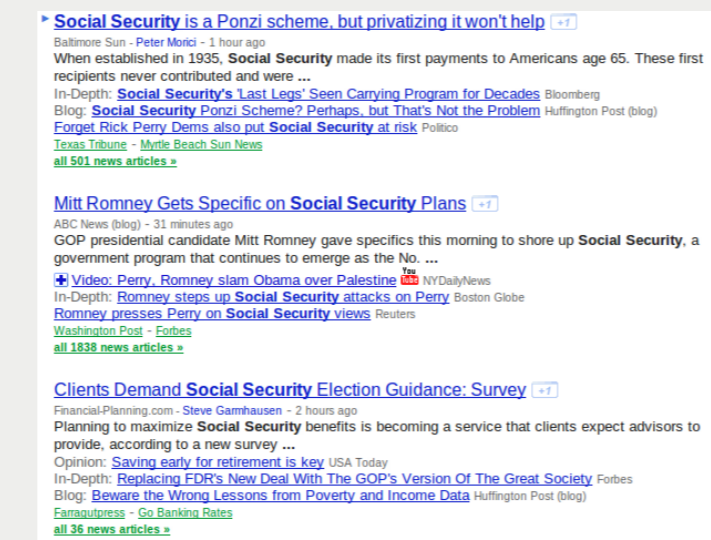 Social Security is a Ponzi scheme, but privatizing it won't help +1
Baltimore Sun - Peter Morici - 1 hour ago
When established in 1935, Social Security made its first payments to Americans age 65. These first
recipients never contributed and were ...
In-Depth: Social Security's 'Last Legs' Seen Carrying Program for Decades Bloomberg
Blog: Social Security Ponzi Scheme? Perhaps, but That's Not the Problem Huffington Post (blog)
Forget Rick Perry Dems also put Social Security at risk Politico
Texas Tribune - Myrtle Beach Sun News
all 501 news articles »
Mitt Romney Gets Specific on Social Security Plans +1
ABC News (blog) - 31 minutes ago
GOP presidential candidate Mitt Romney gave specifics this morning to shore up Social Security, a
government program that continues to emerge as the No. ...
Video: Perry, Romney slam Obama over Palestine YouTube NYDailyNews
In-Depth: Romney steps up Social Security attacks on Perry Boston Globe
Romney presses Perry on Social Security views Reuters
Washington Post - Forbes
all 1838 news articles »
Clients Demand Social Security Election Guidance: Survey +1
Financial-Planning.com - Steve Garmhausen - 2 hours ago
Planning to maximize Social Security benefits is becoming a service that clients expect advisors to
provide, according to a new survey ...
Opinion: Saving early for retirement is key USA Today
In-Depth: Replacing FDR's New Deal With The GOP's Version Of The Great Society Forbes
Blog: Beware the Wrong Lessons from Poverty and Income Data Huffington Post (blog)
Farragutpress - Go Banking Rates
all 36 news articles »